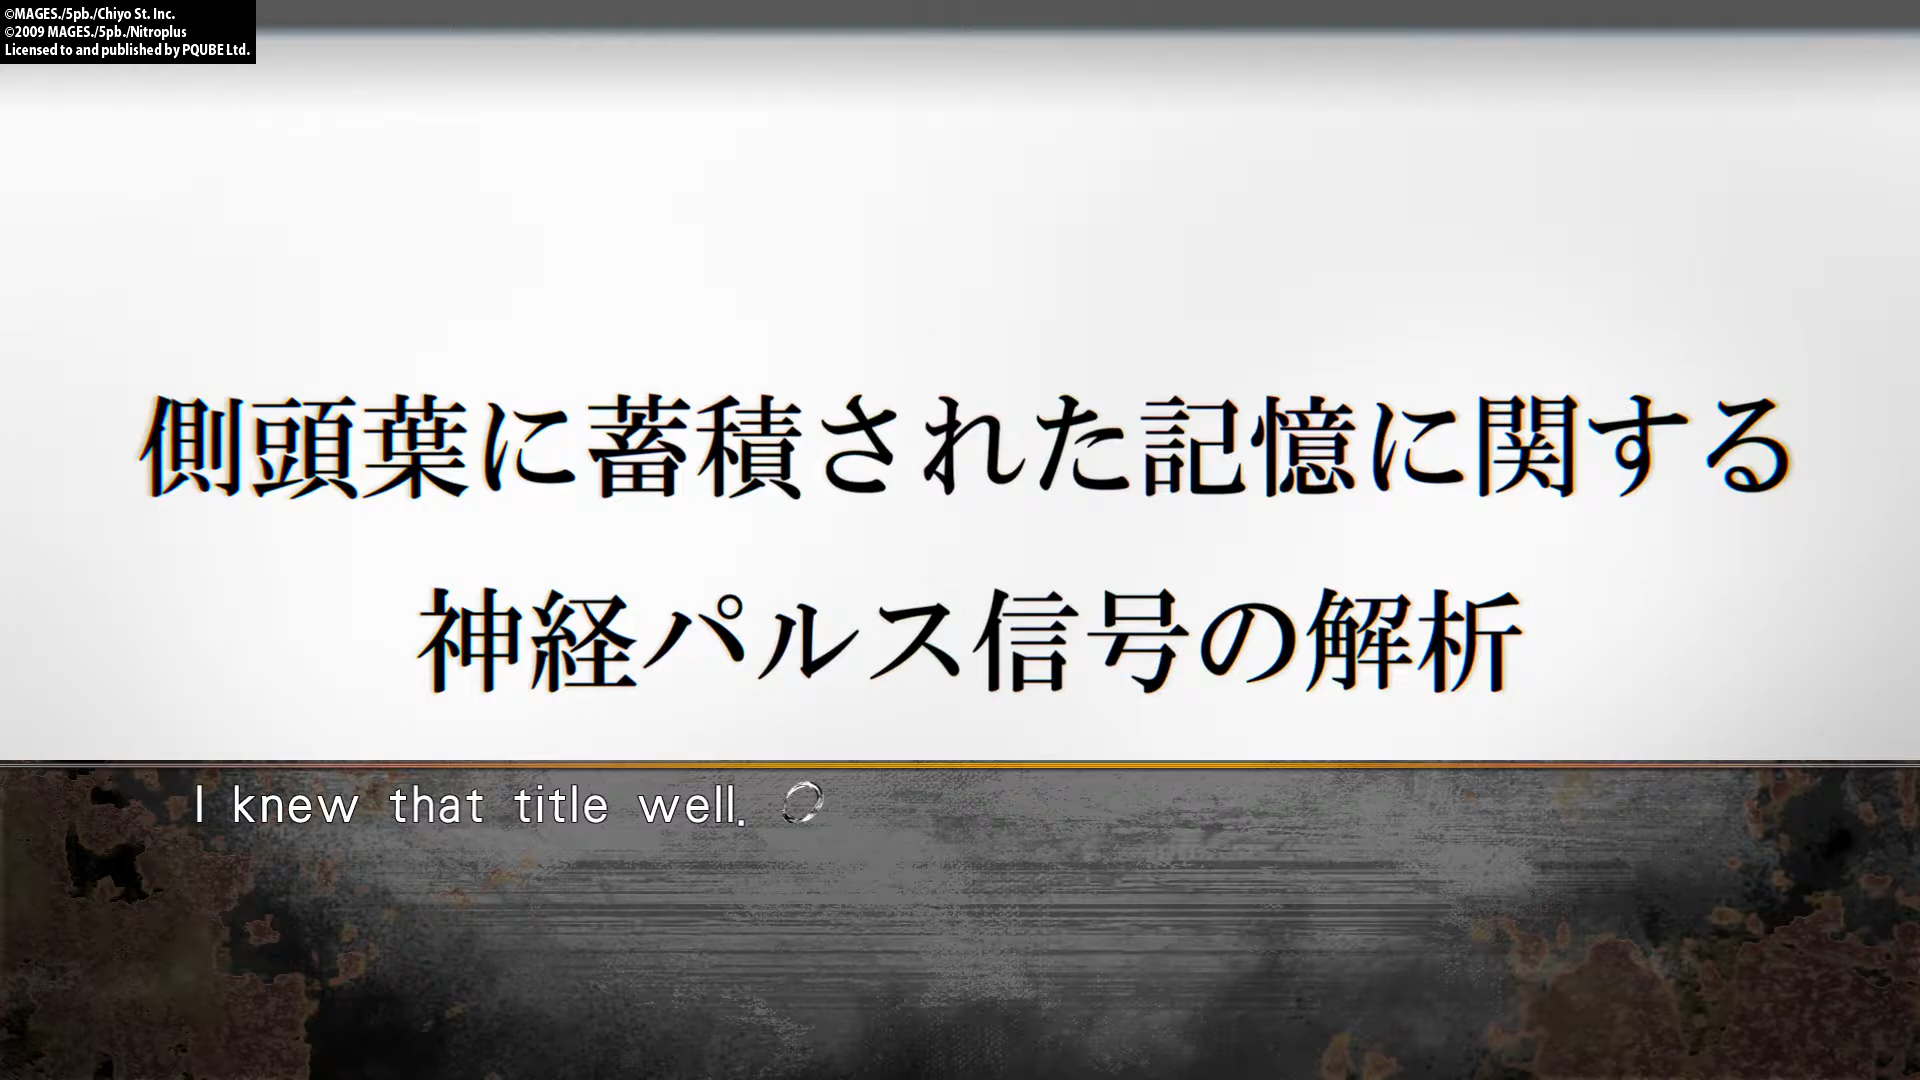 ©MAGES./5pb./Chiyo St. Inc.
©2009 MAGES./5pb./Nitroplus
Licensed to and published by PQUBE Ltd.
側頭葉に蓄積された記憶に関する
神経パルス信号の解析
I knew that title well.